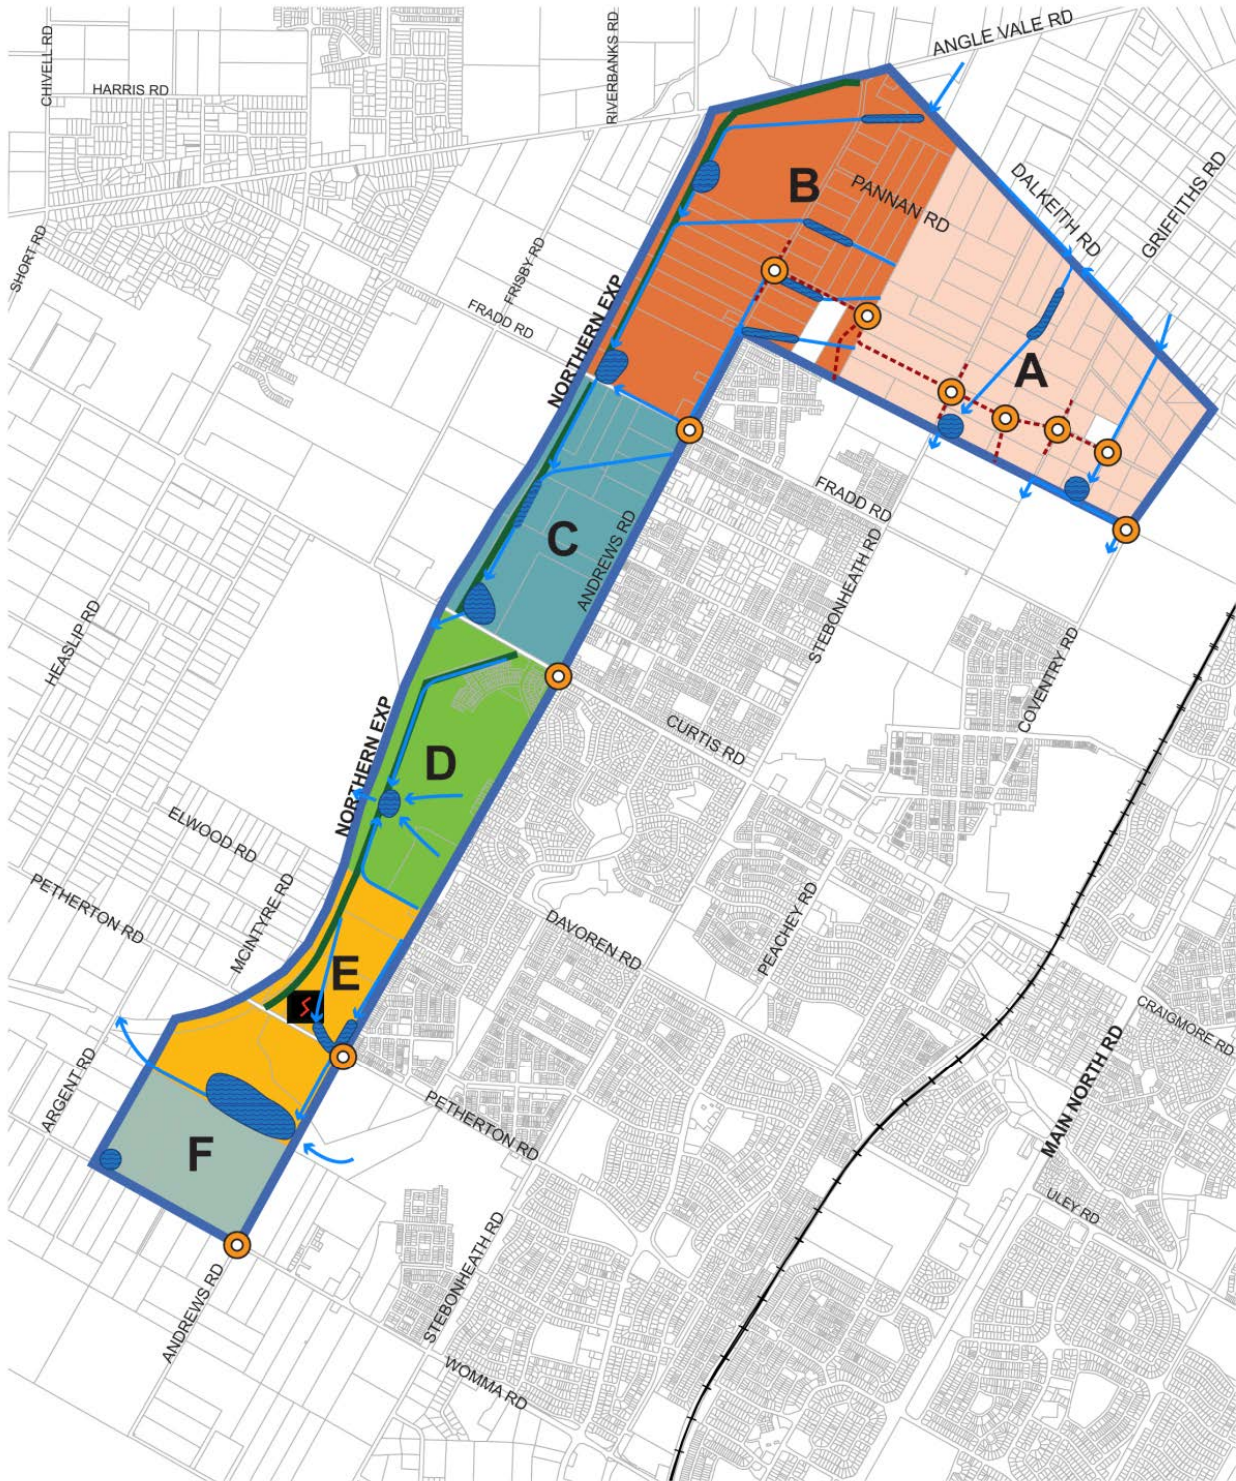 ANGLE VALE RD
CHIVELL RD
HARRIS RD
RIVERBANKS RD
B
PANNAN RD
DALKEITH RD
GRIFFITHS RD
SHORT RD
FRISBY RD
FRADD RD
NORTHERN EXP
A
FRADD RD
C
ANDREWS RD
STEBONHEATH RD
HEASLIP RD
COVENTRY RD
CURTIS RD
NORTHERN EXP
D
ELWOOD RD
PETHERTON RD
MCINTYRE RD
DAVOREN RD
PEACHEY RD
E
CRAIGMORE RD
MAIN NORTH RD
ARGENT RD
PETHERTON RD
F
ULEY RD
STEBONHEATH RD
ANDREWS RD
WOMMA RD